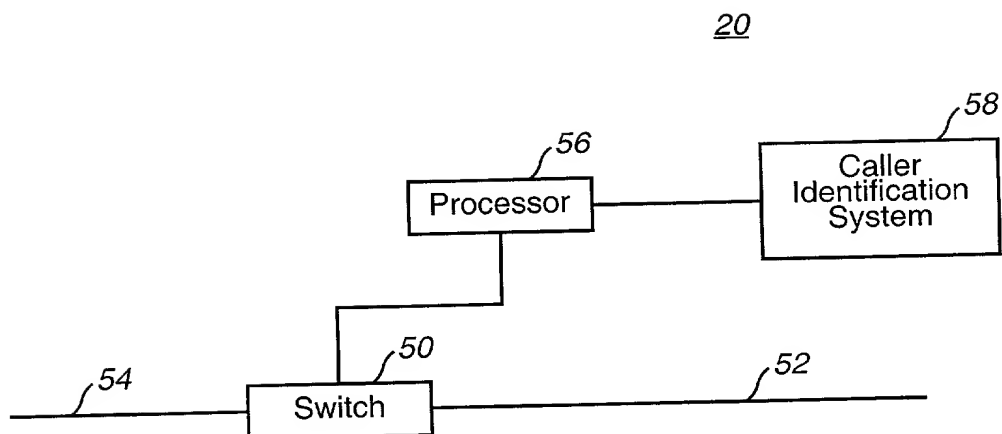 20
58
Caller
Identification
System
56
Processor
50
Switch
54
52